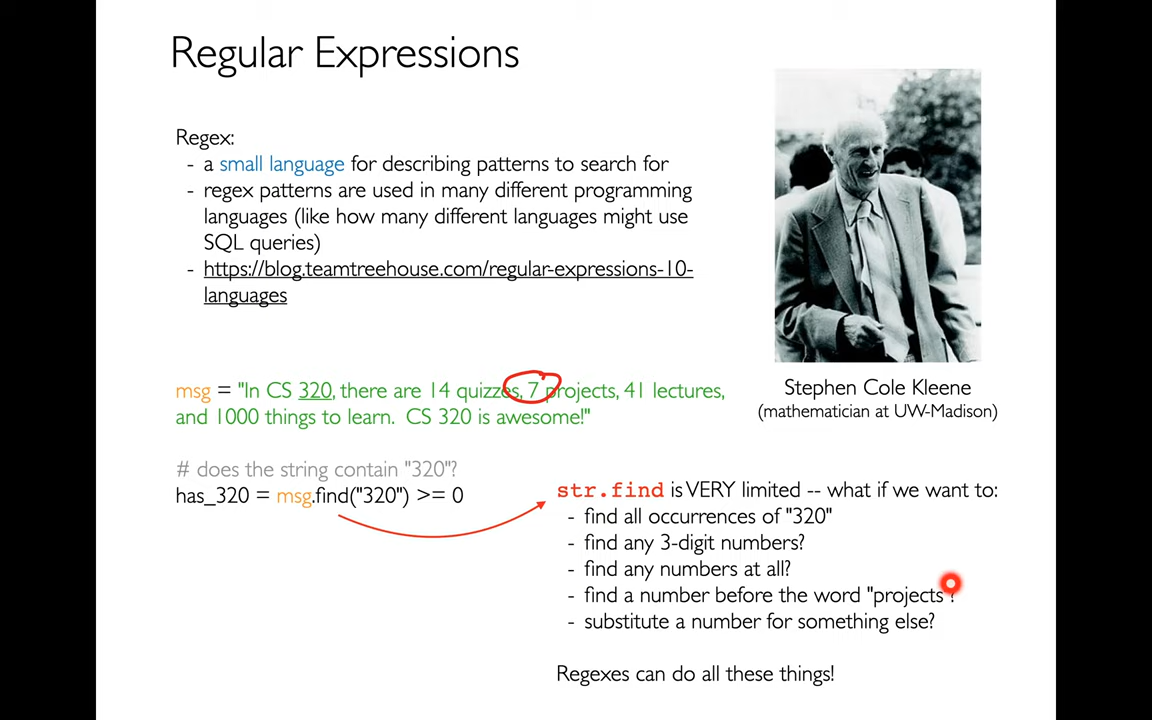 Regular Expressions
Regex:
- a small language for describing patterns to search for
- regex patterns are used in many different programming
languages (like how many different languages might use
SQL queries)
- https://blog.teamtreehouse.com/regular-expressions-10-
languages
msg = "In CS 320, there are 14 quizzes, 7 projects, 41 lectures,
and 1000 things to learn. CS 320 is awesome!"
Stephen Cole Kleene
(mathematician at UW-Madison)
# does the string contain "320"?
has_320 = msg.find("320") >= 0
str.find is VERY limited -- what if we want to:
- find all occurrences of "320"
- find any 3-digit numbers?
- find any numbers at all?
- find a number before the word "projects"?
- substitute a number for something else?
Regexes can do all these things!